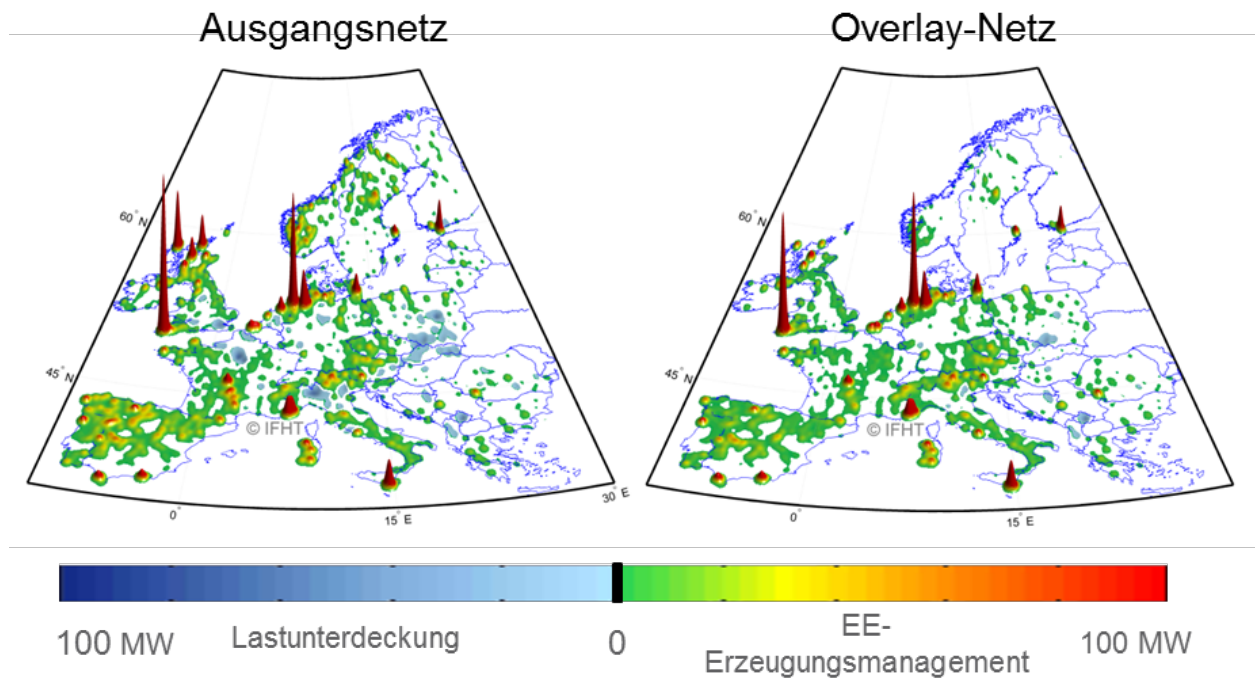 Ausgangsnetz
Overlay-Netz
60° N
45° N
© IFHT
0°
15° E
30° E
60° N
45° N
© IFHT
0°
15° E
100 MW
Lastunterdeckung
0
EE-
Erzeugungsmanagement
100 MW